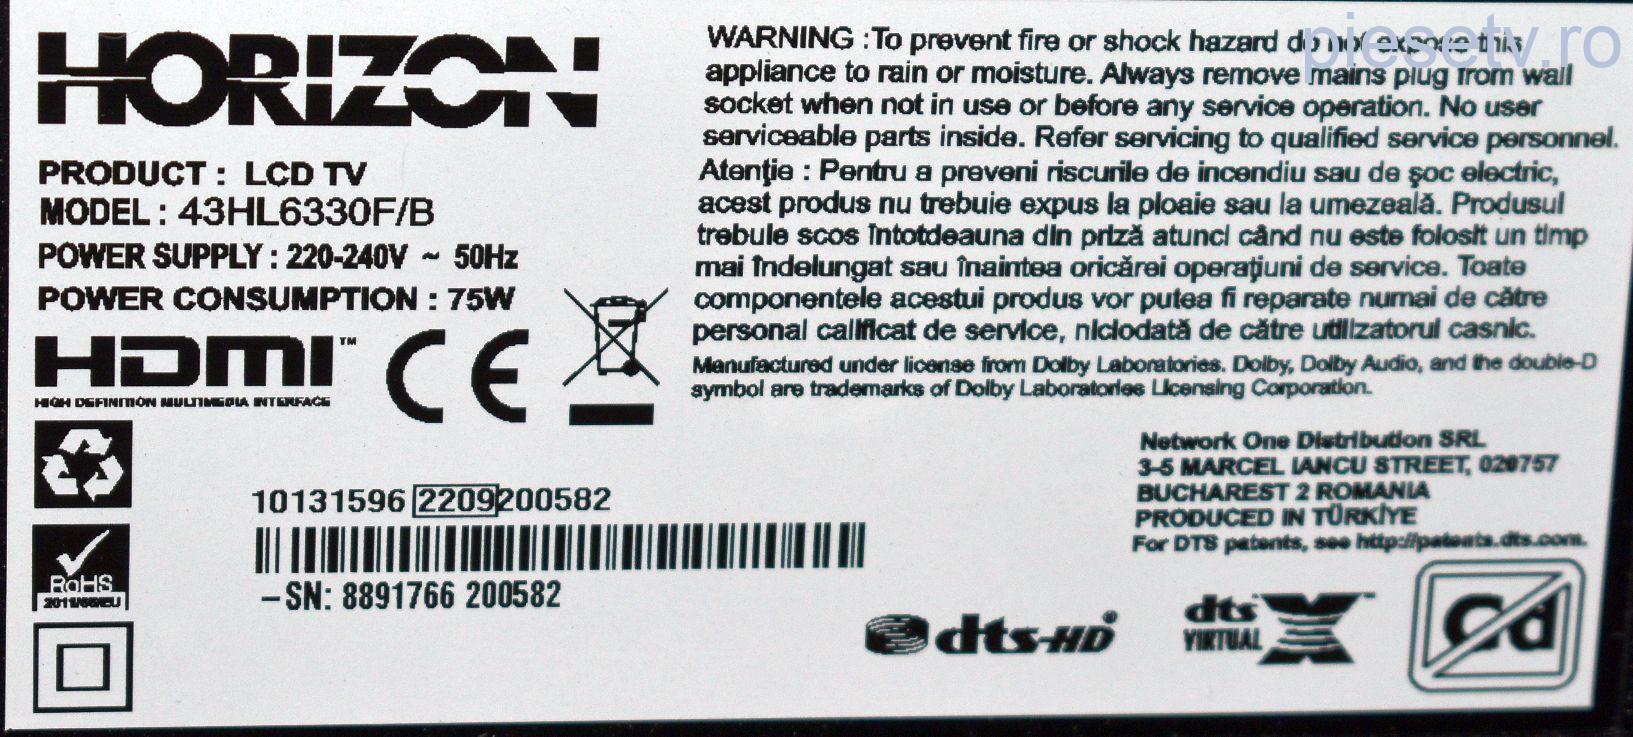 piesetv.ro
HORIZON
PRODUCT : LCD TV
MODEL : 43HL6330F/B
POWER SUPPLY : 220-240V ~ 50Hz
POWER CONSUMPTION : 75W
HDMI™
HIGH DEFINITION MULTIMEDIA INTERFACE
CE
RoHS
2011/65/EU
10131596 2209 200582
–SN: 8891766 200582
WARNING :To prevent fire or shock hazard do not expose this
appliance to rain or moisture. Always remove mains plug from wall
socket when not in use or before any service operation. No user
serviceable parts inside. Refer servicing to qualified service personnel.
Atenţie : Pentru a preveni riscurile de incendiu sau de şoc electric,
acest produs nu trebuie expus la ploaie sau la umezeală. Produsul
trebuie scos întotdeauna din priză atunci când nu este folosit un timp
mai îndelungat sau înaintea oricărei operaţiuni de service. Toate
componentele acestui produs vor putea fi reparate numai de către
personal calificat de service, niciodată de către utilizatorul casnic.
Manufactured under license from Dolby Laboratories. Dolby, Dolby Audio, and the double-D
symbol are trademarks of Dolby Laboratories Licensing Corporation.
Network One Distribution SRL
3-5 MARCEL IANCU STREET, 020757
BUCHAREST 2 ROMANIA
PRODUCED IN TÜRKİYE
For DTS patents, see http://patents.dts.com.
dts-HD®
dts VIRTUAL X™
Cd